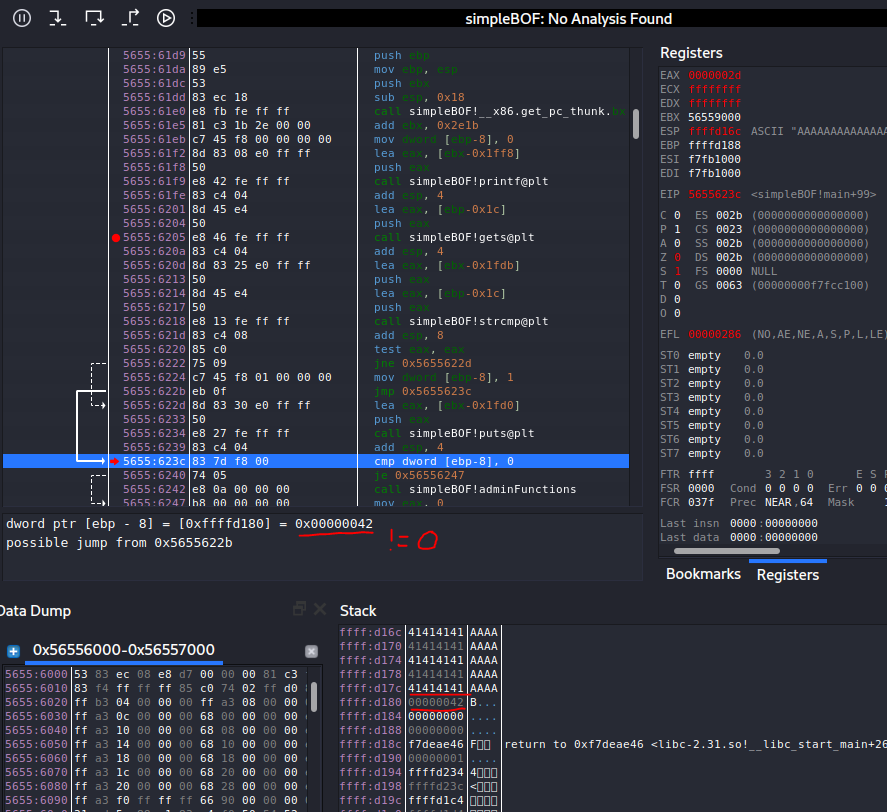 simpleBOF: No Analysis Found
5655:61d9 55 push ebp
5655:61da 89 e5 mov ebp, esp
5655:61dc 53 push ebx
5655:61dd 83 ec 18 sub esp, 0x18
5655:61e0 e8 fb fe ff ff call simpleBOF!__x86.get_pc_thunk.bx
5655:61e5 81 c3 1b 2e 00 00 add ebx, 0x2e1b
5655:61eb c7 45 f8 00 00 00 00 mov dword [ebp-8], 0
5655:61f2 8d 83 08 e0 ff ff lea eax, [ebx-0x1ff8]
5655:61f8 50 push eax
5655:61f9 e8 42 fe ff ff call simpleBOF!printf@plt
5655:61fe 83 c4 04 add esp, 4
5655:6201 8d 45 e4 lea eax, [ebp-0x1c]
5655:6204 50 push eax
5655:6205 e8 46 fe ff ff call simpleBOF!gets@plt
5655:620a 83 c4 04 add esp, 4
5655:620d 8d 83 25 e0 ff ff lea eax, [ebx-0x1fdb]
5655:6213 50 push eax
5655:6214 8d 45 e4 lea eax, [ebp-0x1c]
5655:6217 50 push eax
5655:6218 e8 13 fe ff ff call simpleBOF!strcmp@plt
5655:621d 83 c4 08 add esp, 8
5655:6220 85 c0 test eax, eax
5655:6222 75 09 jne 0x5655622d
5655:6224 c7 45 f8 01 00 00 00 mov dword [ebp-8], 1
5655:622b eb 0f jmp 0x5655623c
5655:622d 8d 83 30 e0 ff ff lea eax, [ebx-0x1fd0]
5655:6233 50 push eax
5655:6234 e8 27 fe ff ff call simpleBOF!puts@plt
5655:6239 83 c4 04 add esp, 4
5655:623c 83 7d f8 00 cmp dword [ebp-8], 0
5655:6240 74 05 je 0x56556247
5655:6242 e8 0a 00 00 00 call simpleBOF!adminFunctions
5655:6247 b8 00 00 00 00 mov eax, 0
dword ptr [ebp - 8] = [0xffffd180] = 0x00000042
possible jump from 0x5655622b
!=0
Registers
EAX 0000002d
ECX ffffffff
EDX ffffffff
EBX 56559000
ESP ffffd16c ASCII "AAAAAAAAAAAAAA
EBP ffffd188
ESI f7fb1000
EDI f7fb1000
EIP 5655623c <simpleBOF!main+99>
C 0 ES 002b (0000000000000000)
P 1 CS 0023 (0000000000000000)
A 0 SS 002b (0000000000000000)
Z 0 DS 002b (0000000000000000)
S 1 FS 0000 NULL
T 0 GS 0063 (00000000f7fcc100)
D 0
O 0
EFL 00000286 (NO,AE,NE,A,S,P,L,LE)
ST0 empty 0.0
ST1 empty 0.0
ST2 empty 0.0
ST3 empty 0.0
ST4 empty 0.0
ST5 empty 0.0
ST6 empty 0.0
ST7 empty 0.0
FTR ffff 3 2 1 0 E S P
FSR 0000 Cond 0 0 0 0 Err 0 0 0
FCR 037f Prec NEAR,64 Mask 1
Last insn 0000:00000000
Last data 0000:00000000
Bookmarks Registers
Data Dump
0x56556000-0x56557000
5655:6000 53 83 ec 08 e8 d7 00 00 00 81 c3
5655:6010 83 f4 ff ff ff 85 c0 74 02 ff d0
5655:6020 ff b3 04 00 00 00 ff a3 08 00 00
5655:6030 ff a3 0c 00 00 00 68 00 00 00 00
5655:6040 ff a3 10 00 00 00 68 08 00 00 00
5655:6050 ff a3 14 00 00 00 68 10 00 00 00
5655:6060 ff a3 18 00 00 00 68 18 00 00 00
5655:6070 ff a3 1c 00 00 00 68 20 00 00 00
5655:6080 ff a3 20 00 00 00 68 28 00 00 00
5655:6090 ff a3 f0 ff ff ff 66 90 00 00 00
Stack
ffff:d16c 41414141 AAAA
ffff:d170 41414141 AAAA
ffff:d174 41414141 AAAA
ffff:d178 41414141 AAAA
ffff:d17c 41414141 AAAA
ffff:d180 00000042 B...
ffff:d184 00000000 ....
ffff:d188 00000000 ....
ffff:d18c f7deae46 F return to 0xf7deae46 <libc-2.31.so!__libc_start_main+26
ffff:d190 00000001 ....
ffff:d194 ffffd234 4
ffff:d198 ffffd23c <
ffff:d19c ffffd1c4